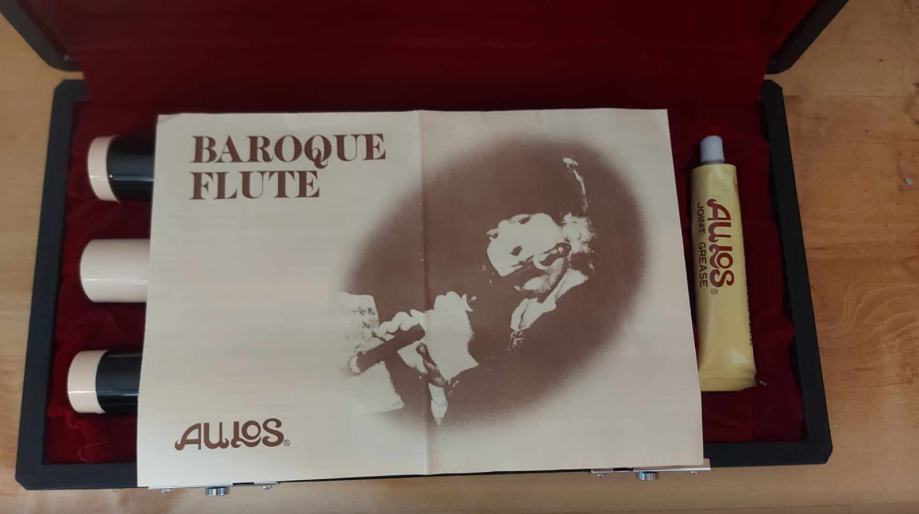 BAROQUE
FLUTE
AULOS®
AULOS®
JOINT GREASE